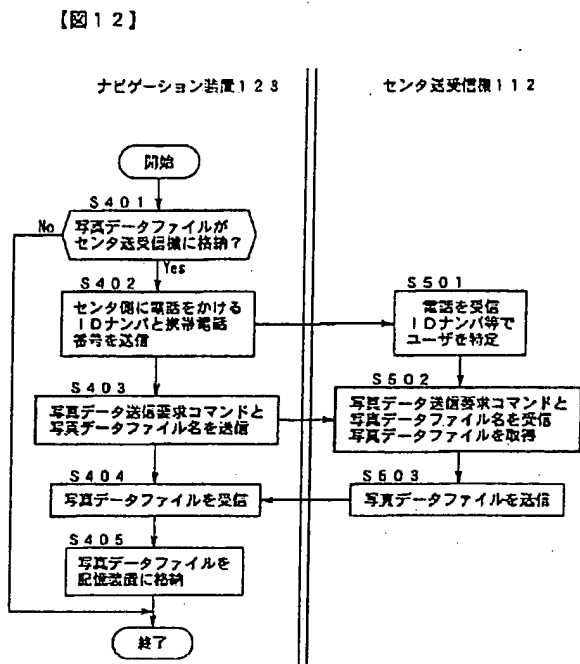 【図１２】
ナビゲーション装置１２３
センタ送受信機１１２
開始
S４０１
写真データファイルが
センタ送受信機に格納？
No
Yes
S４０２
センタ側に電話をかける
ＩＤナンバと携帯電話
番号を送信
S５０１
電話を受信
ＩＤナンバ等で
ユーザを特定
S４０３
写真データ送信要求コマンドと
写真データファイル名を送信
S５０２
写真データ送信要求コマンドと
写真データファイル名を受信
写真データファイルを取得
S４０４
写真データファイルを受信
S５０３
写真データファイルを送信
S４０５
写真データファイルを
記憶装置に格納
終了